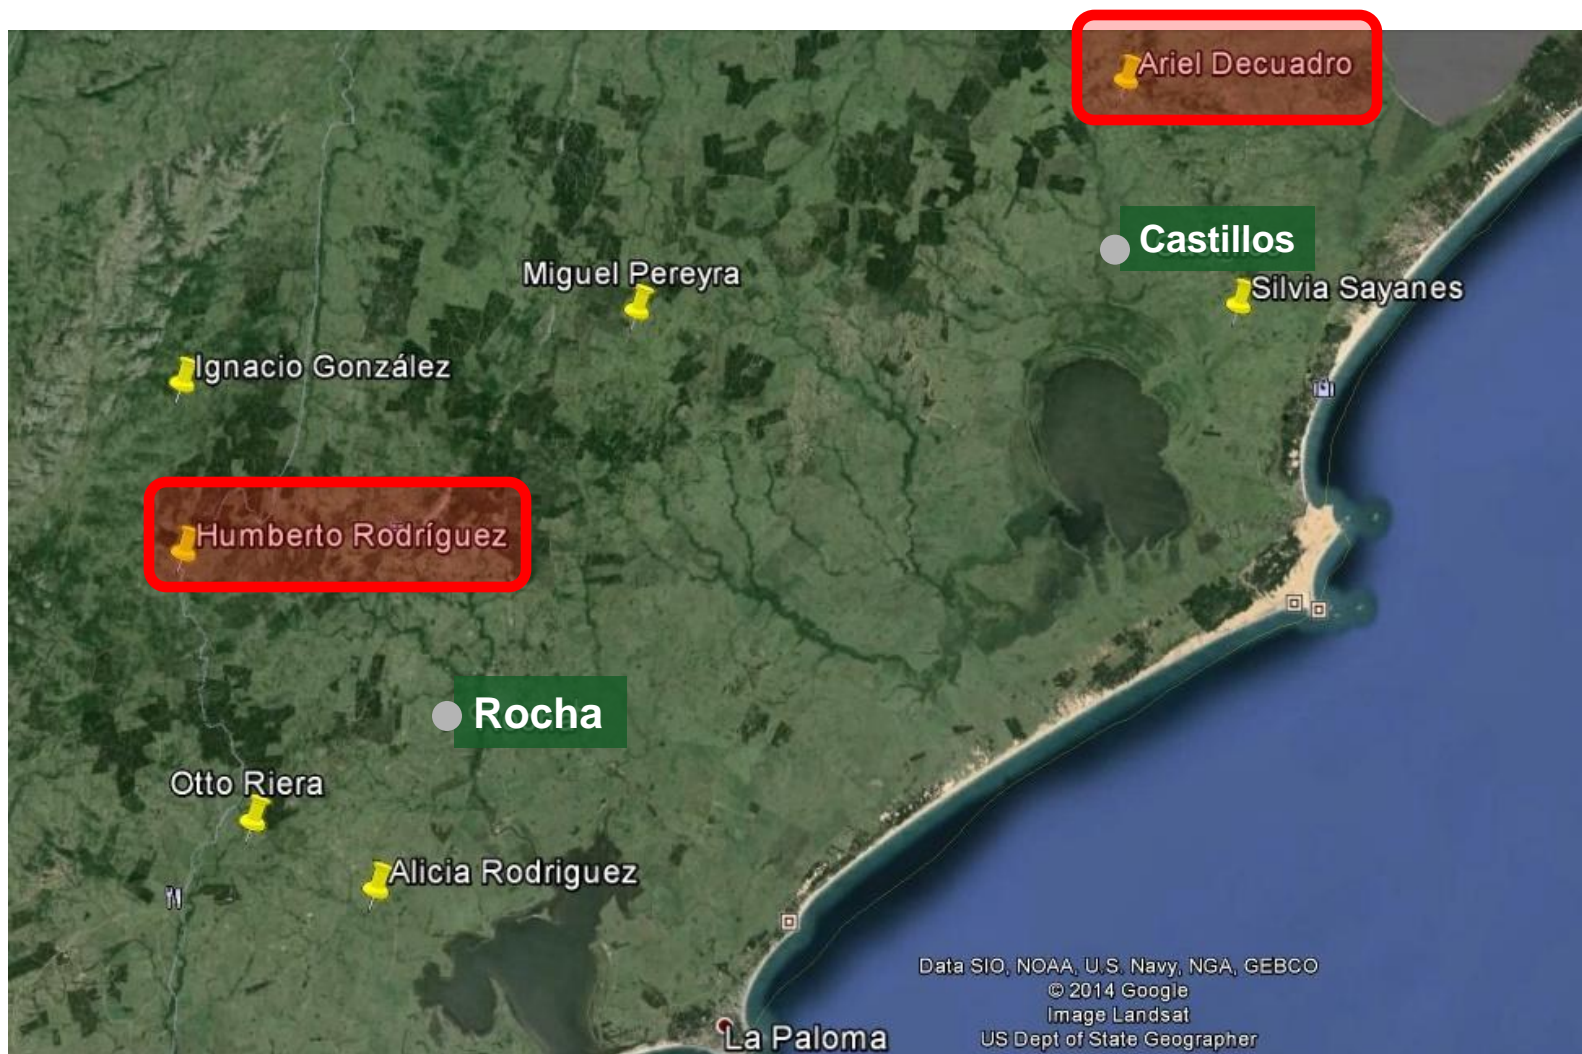 Ariel Decuadro
Castillos
Miguel Pereyra
Silvia Sayanes
Ignacio González
Humberto Rodríguez
Rocha
Otto Riera
Alicia Rodriguez
Data SIO, NOAA, U.S. Navy, NGA, GEBCO
© 2014 Google
Image Landsat
La Paloma
US Dept of State Geographer